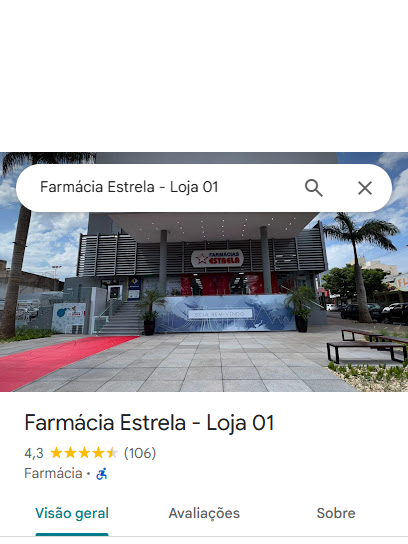 Farmácia Estrela - Loja 01
FARMÁCIAS
ESTRELA
SEJA BEM VINDO
Farmácia Estrela - Loja 01
4,3 (106)
Farmácia ·
Visão geral Avaliações Sobre